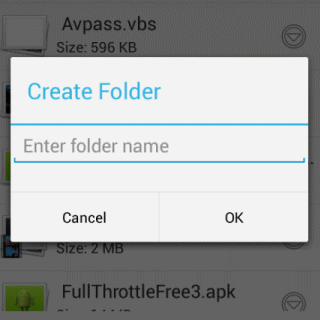 Avpass.vbs
Size: 596 KB
Create Folder
Enter folder name
Cancel
OK
Size: 2 MB
FullThrottleFree3.apk